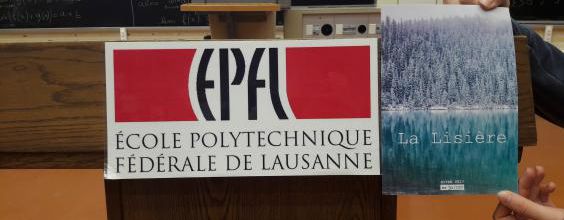 EPFL
ÉCOLE POLYTECHNIQUE
FÉDÉRALE DE LAUSANNE
La Lisière